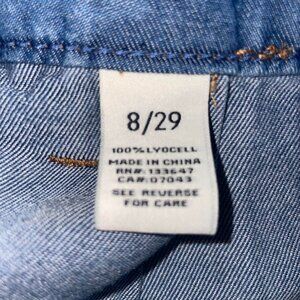 8/29
100% LYOCELL
MADE IN CHINA
RN#: 133647
CA#: 07043
SEE REVERSE
FOR CARE